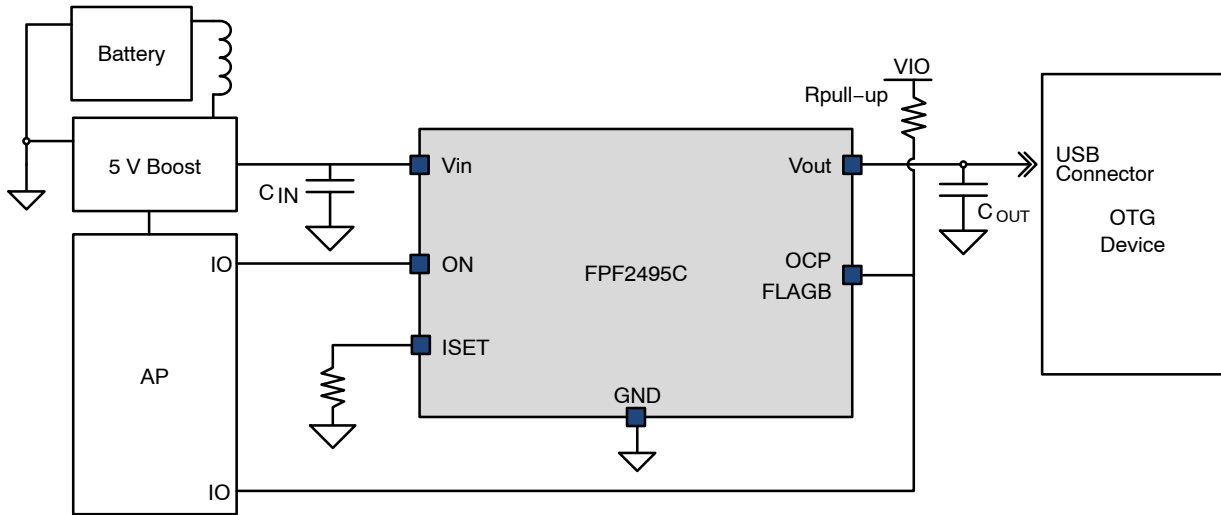 Battery
VIO
Rpull−up
5 V Boost
C IN
Vin
Vout
USB
Connector
C OUT
OTG
Device
IO
ON
FPF2495C
OCP
FLAGB
ISET
AP
GND
IO